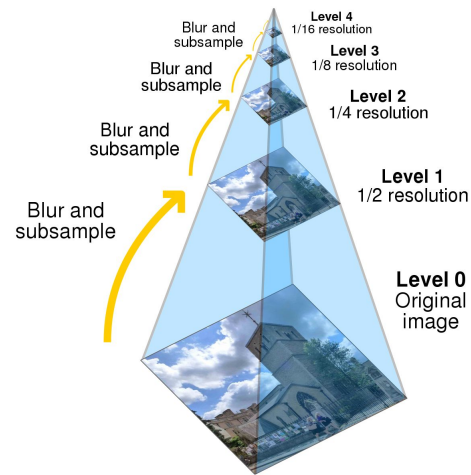 Level 4
1/16 resolution
Blur and
subsample
Level 3
1/8 resolution
Blur and
subsample
Level 2
1/4 resolution
Blur and
subsample
Level 1
1/2 resolution
Blur and
subsample
Level 0
Original
image